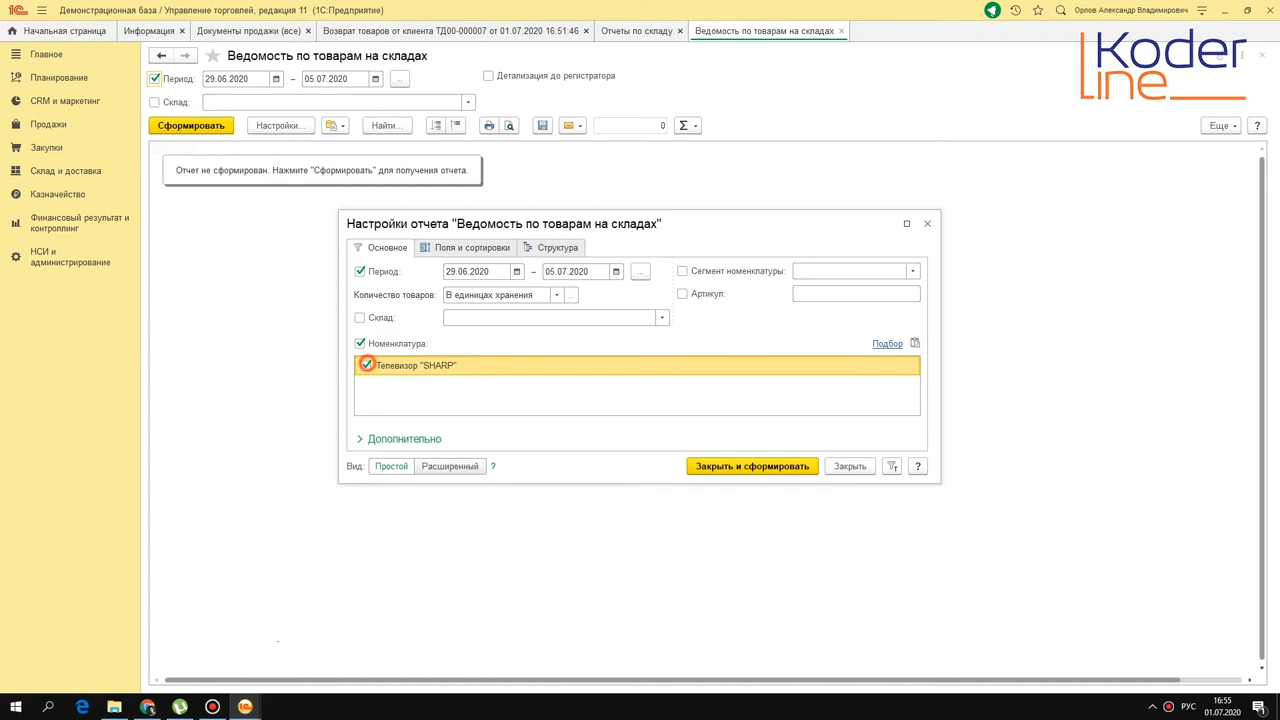 Демонстрационная база / Управление торговлей, редакция 11 (1С:Предприятие)
Орлов Александр Владимирович
Начальная страница
Информация
Документы продажи (все)
Возврат товаров от клиента ТД00-000007 от 01.07.2020 16:51:46
Отчеты по складу
Ведомость по товарам на складах
Koder
line
Главное
Планирование
CRM и маркетинг
Продажи
Закупки
Склад и доставка
Казначейство
Финансовый результат и
контроллинг
НСИ и
администрирование
Ведомость по товарам на складах
Период: 29.06.2020 – 05.07.2020 ...
Детализация до регистратора
Склад:
Сформировать
Настройки...
Найти...
0
Σ
Еще
?
Отчет не сформирован. Нажмите "Сформировать" для получения отчета.
Настройки отчета "Ведомость по товарам на складах"
Основное
Поля и сортировки
Структура
Период: 29.06.2020 – 05.07.2020 ...
Сегмент номенклатуры:
Количество товаров: В единицах хранения ...
Артикул:
Склад:
Номенклатура:
Подбор
Телевизор "SHARP"
Дополнительно
Вид: Простой Расширенный ?
Закрыть и сформировать
Закрыть
?
РУС
16:55
01.07.2020
1